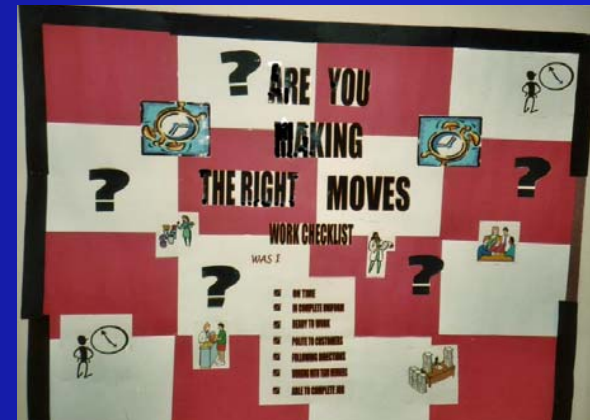 ?
ARE YOU
MAKING
?
?
THE RIGHT MOVES
WORK CHECKLIST
WAS I
?
?
ON TIME
IN COMPLETE UNIFORM
READY TO WORK
POLITE TO CUSTOMERS
FOLLOWING DIRECTIONS
WITH
ABLE TO COMPLETE JOB